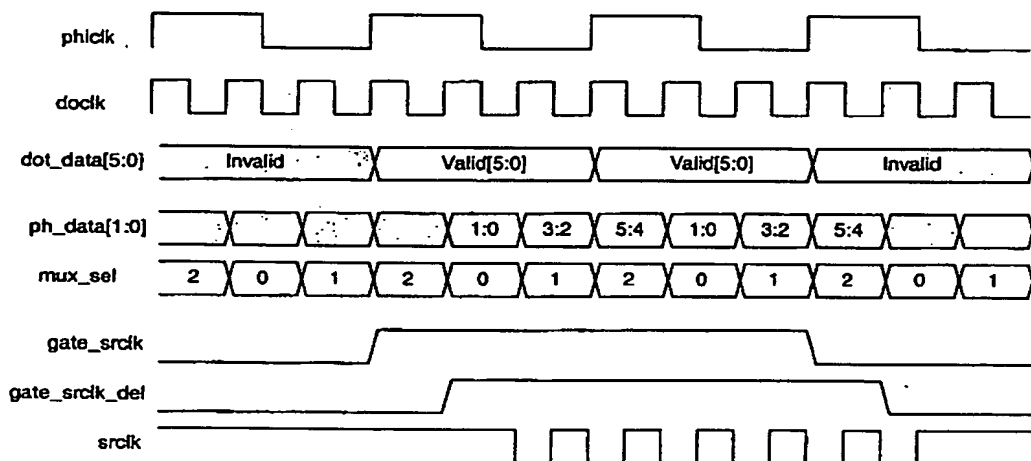 phiclk
doclk
dot_data[5:0] Invalid Valid[5:0] Valid[5:0] Invalid
ph_data[1:0] 1:0 3:2 5:4 1:0 3:2 5:4
mux_sel 2 0 1 2 0 1 2 0 1 2 0 1
gate_srclk
gate_srclk_del
srclk